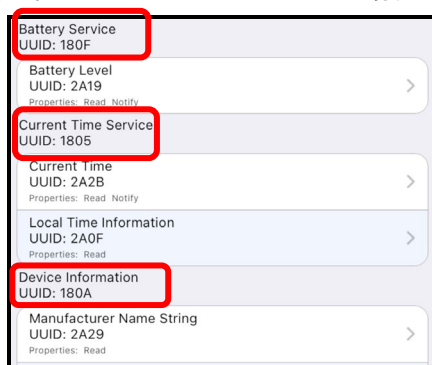 Battery Service
UUID: 180F
Battery Level
UUID: 2A19
Properties: Read Notify
Current Time Service
UUID: 1805
Current Time
UUID: 2A2B
Properties: Read Notify
Local Time Information
UUID: 2A0F
Properties: Read
Device Information
UUID: 180A
Manufacturer Name String
UUID: 2A29
Properties: Read